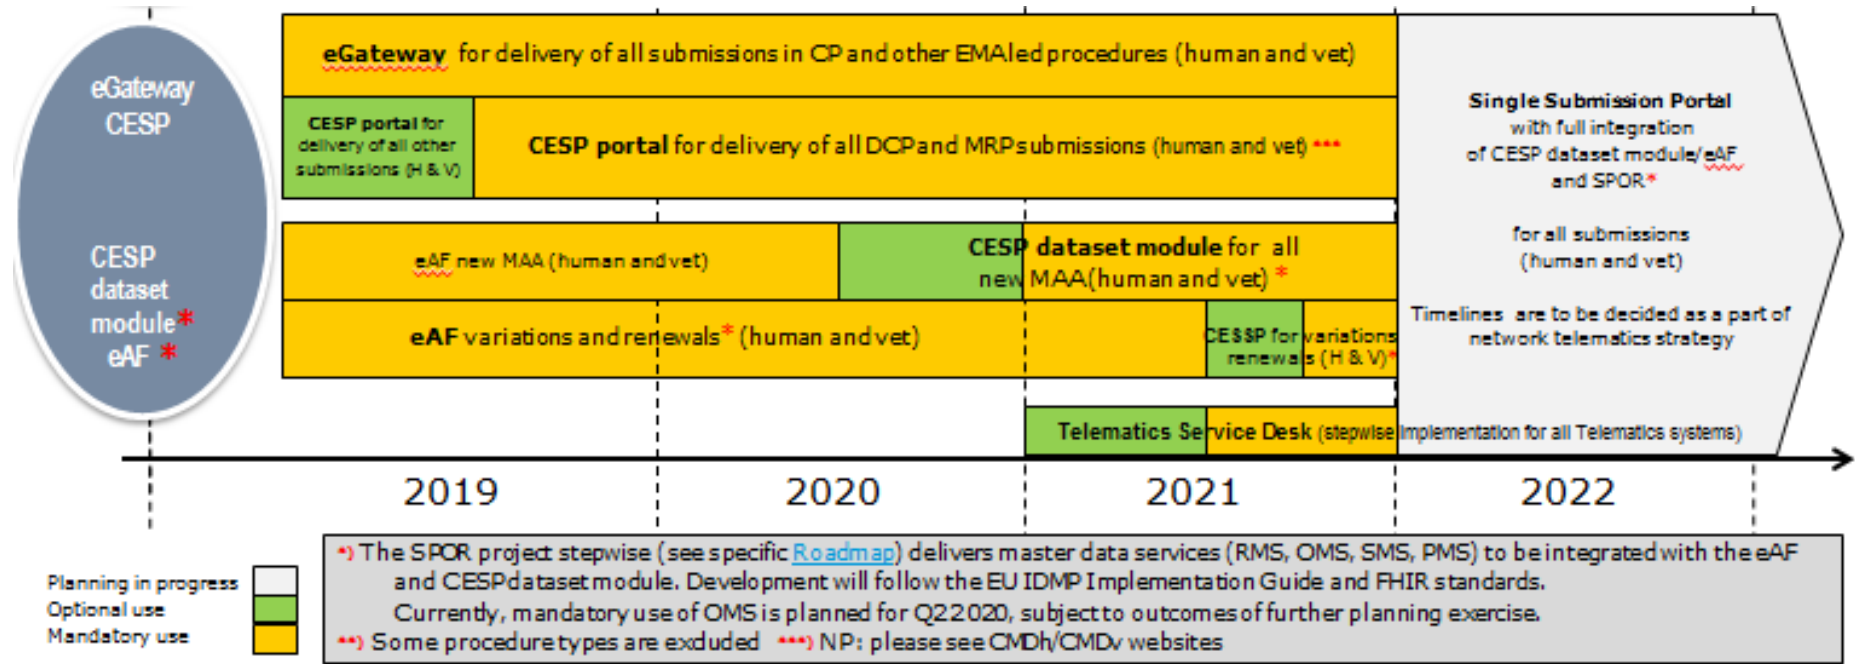 eGateway
CESP
CESP
dataset
module*
eAF *
eGateway for delivery of all submissions in CP and other EMA led procedures (human and vet)
CESP portal for
delivery of all other
submissions (H & V)
CESP portal for delivery of all DCP and MRP submissions (human and vet) ***
eAF new MAA (human and vet)
CESP dataset module for all
new MAA (human and vet) *
eAF variations and renewals* (human and vet)
CESSP for variations
renewals (H & V)*
Telematics Service Desk (stepwise implementation for all Telematics systems)
Single Submission Portal
with full integration
of CESP dataset module/eAF
and SPOR*
for all submissions
(human and vet)
Timelines are to be decided as a part of
network telematics strategy
2019
2020
2021
2022
Planning in progress
Optional use
Mandatory use
*) The SPOR project stepwise (see specific Roadmap) delivers master data services (RMS, OMS, SMS, PMS) to be integrated with the eAF
and CESP dataset module. Development will follow the EU IDMP Implementation Guide and FHIR standards.
Currently, mandatory use of OMS is planned for Q2 2020, subject to outcomes of further planning exercise.
**) Some procedure types are excluded ***) NP: please see CMDh/CMDv websites